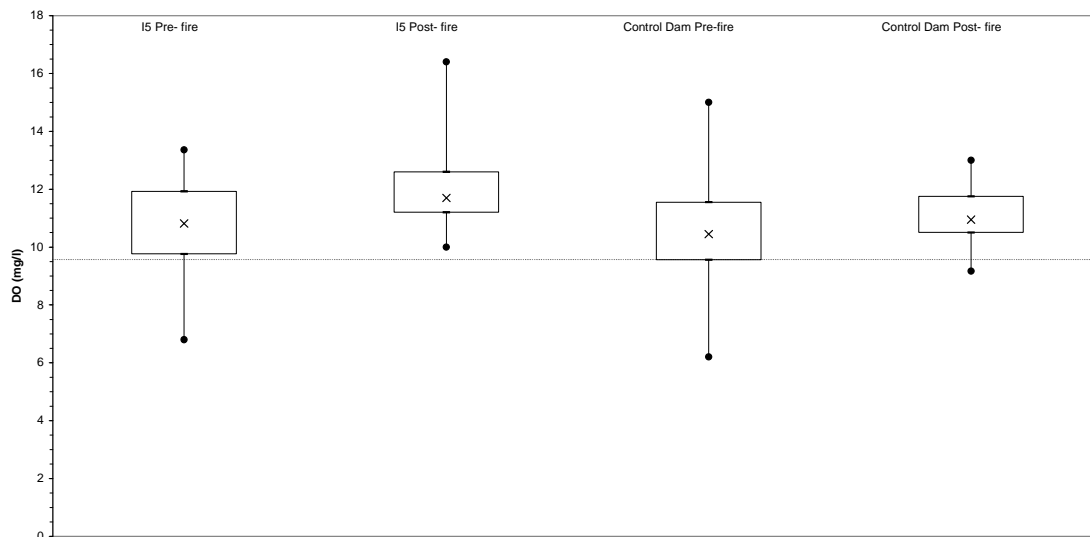 18
I5 Pre- fire
I5 Post- fire
Control Dam Pre-fire
Control Dam Post- fire
16
14
12
10
8
6
4
2
0
DO (mg/l)